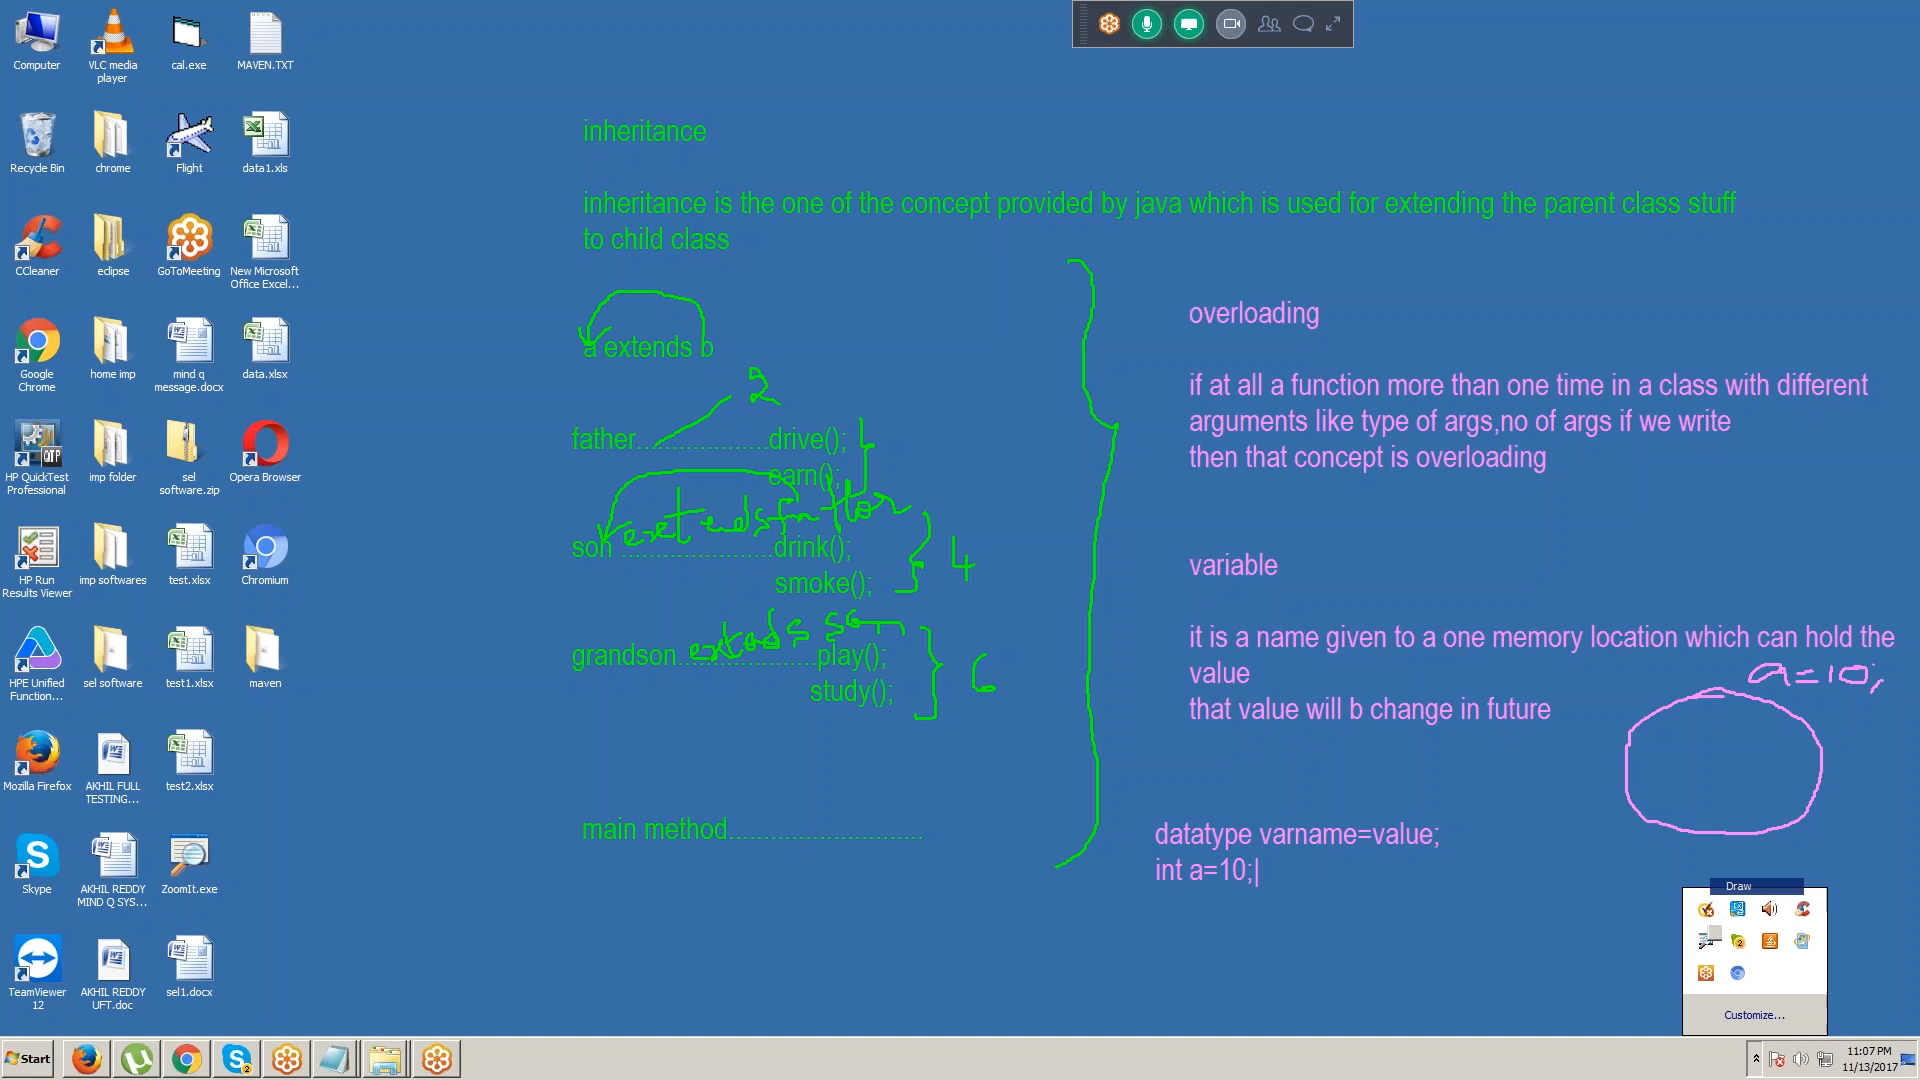 Computer
VLC media
player
cal.exe
MAVEN.TXT
Recycle Bin
chrome
Flight
data1.xls
CCleaner
eclipse
GoToMeeting
New Microsoft
Office Excel...
Google
Chrome
home imp
mind q
message.docx
data.xlsx
HP QuickTest
Professional
QTP
imp folder
sel
software.zip
Opera Browser
HP Run
Results Viewer
imp softwares
test.xlsx
Chromium
HPE Unified
Function...
sel software
test1.xlsx
maven
Mozilla Firefox
AKHIL FULL
TESTING...
test2.xlsx
Skype
AKHIL REDDY
MIND Q SYS...
ZoomIt.exe
TeamViewer
12
AKHIL REDDY
UFT.doc
sel1.docx
inheritance
inheritance is the one of the concept provided by java which is used for extending the parent class stuff
to child class
a extends b
2
father...................drive();
earn();
extends father
son ......................drink();
smoke();
4
extends son
grandson....................play();
study();
6
main method............................
overloading
if at all a function more than one time in a class with different
arguments like type of args,no of args if we write
then that concept is overloading
variable
it is a name given to a one memory location which can hold the
value
a=10;
that value will b change in future
datatype varname=value;
int a=10;
Draw
2
Customize...
Start
2
11:07 PM
11/13/2017